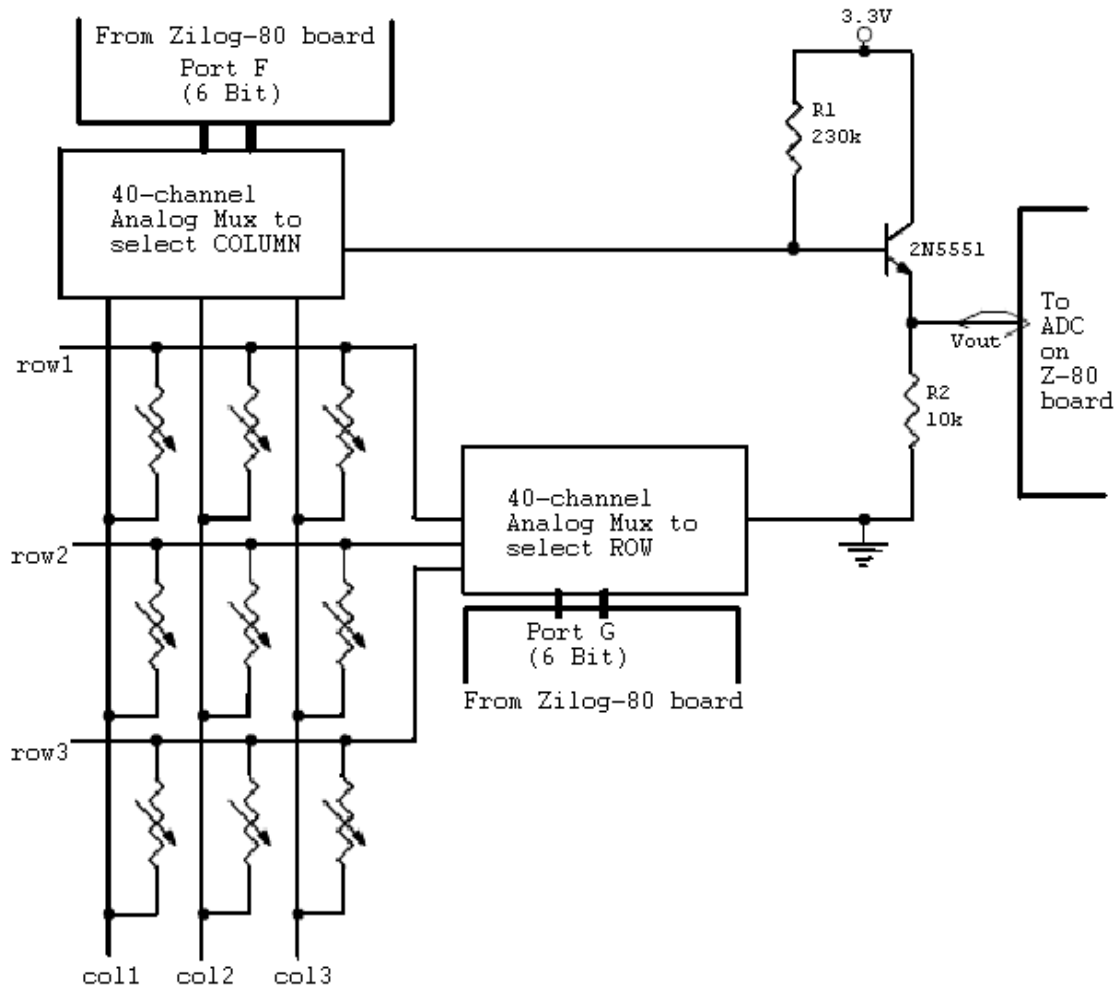 From Zilog-80 board
Port F
(6 Bit)
3.3V
R1
230k
40-channel
Analog Mux to
select COLUMN
2N5551
To
ADC
on
Z-80
board
Vout
row1
R2
10k
40-channel
Analog Mux to
select ROW
row2
Port G
(6 Bit)
From Zilog-80 board
row3
col1 col2 col3